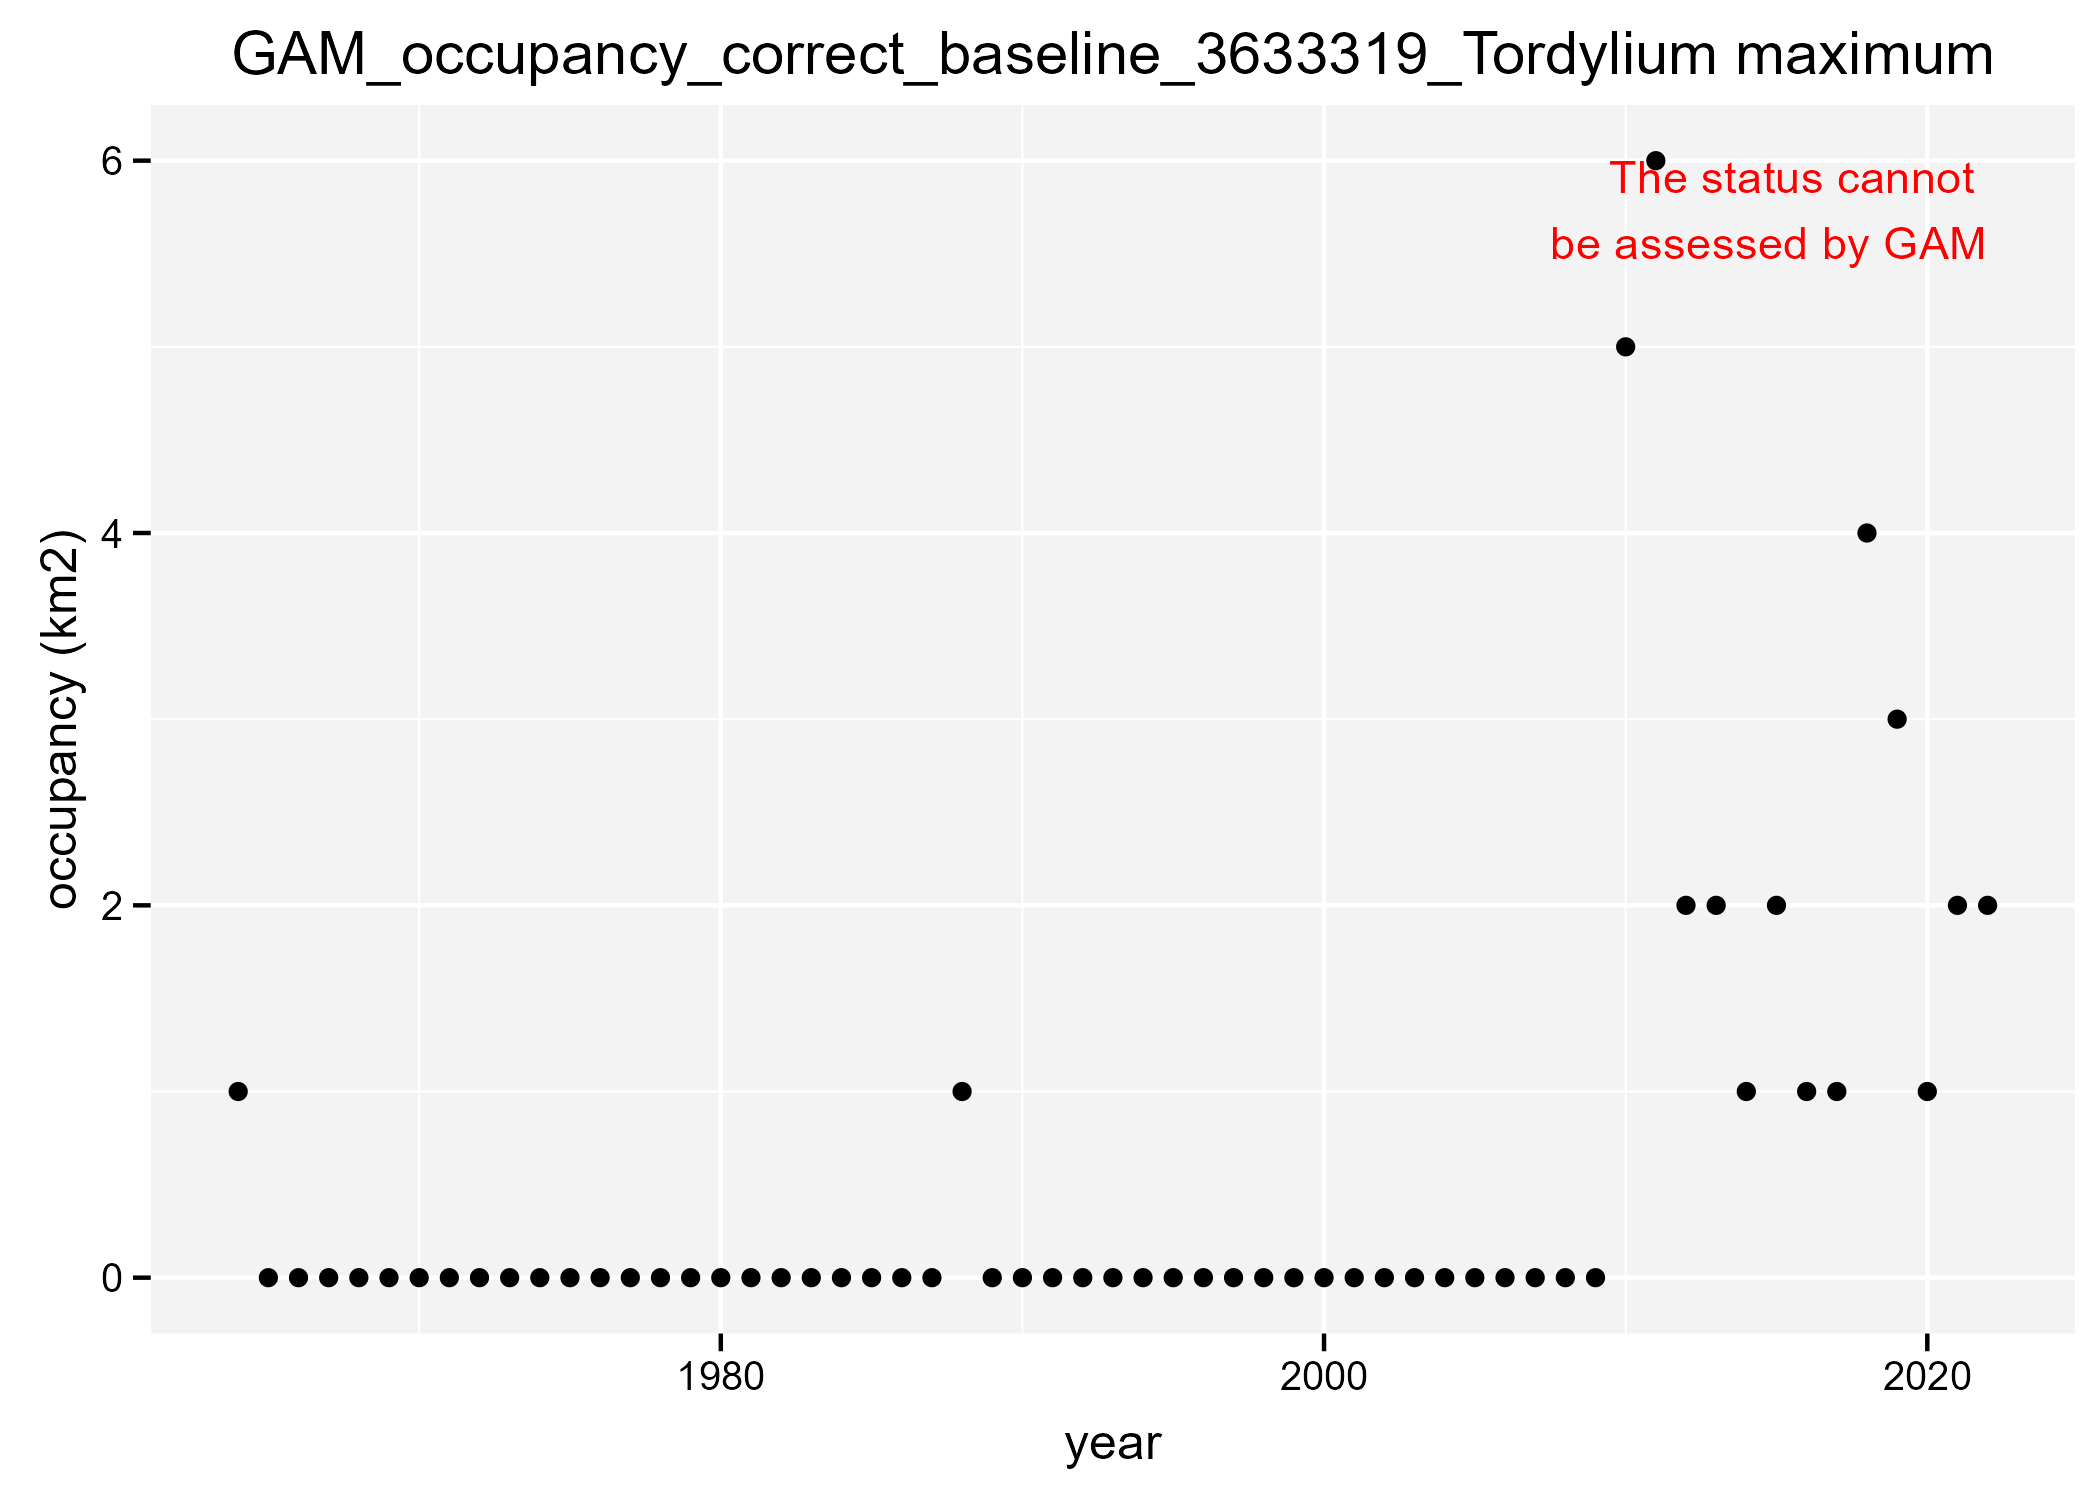 GAM_occupancy_correct_baseline_3633319_Tordylium maximum
6
The status cannot
be assessed by GAM
4
occupancy (km2)
2
0
1980
2000
2020
year